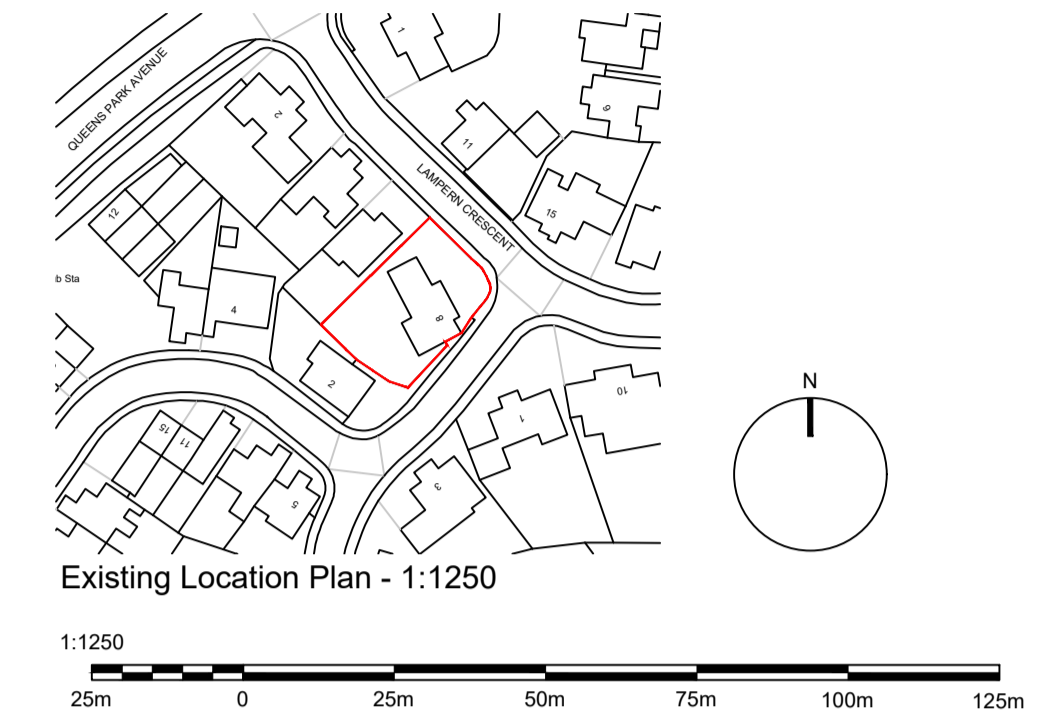 QUEENS PARK AVENUE
1
2
9
11
LAMPERN CRESCENT
15
12
b Sta
4
8
2
10
1
15
11
3
5
N
Existing Location Plan - 1:1250
1:1250
25m 0 25m 50m 75m 100m 125m